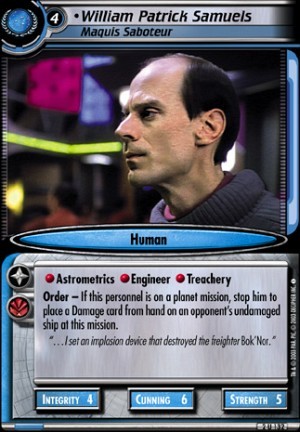 4
•William Patrick Samuels
Maquis Saboteur
Human
Astrometrics Engineer Treachery
Order – If this personnel is on a planet mission, stop him to
place a Damage card from hand on an opponent's undamaged
ship at this mission.
"…I set an implosion device that destroyed the freighter Bok'Nor."
INTEGRITY 4 CUNNING 6 STRENGTH 5